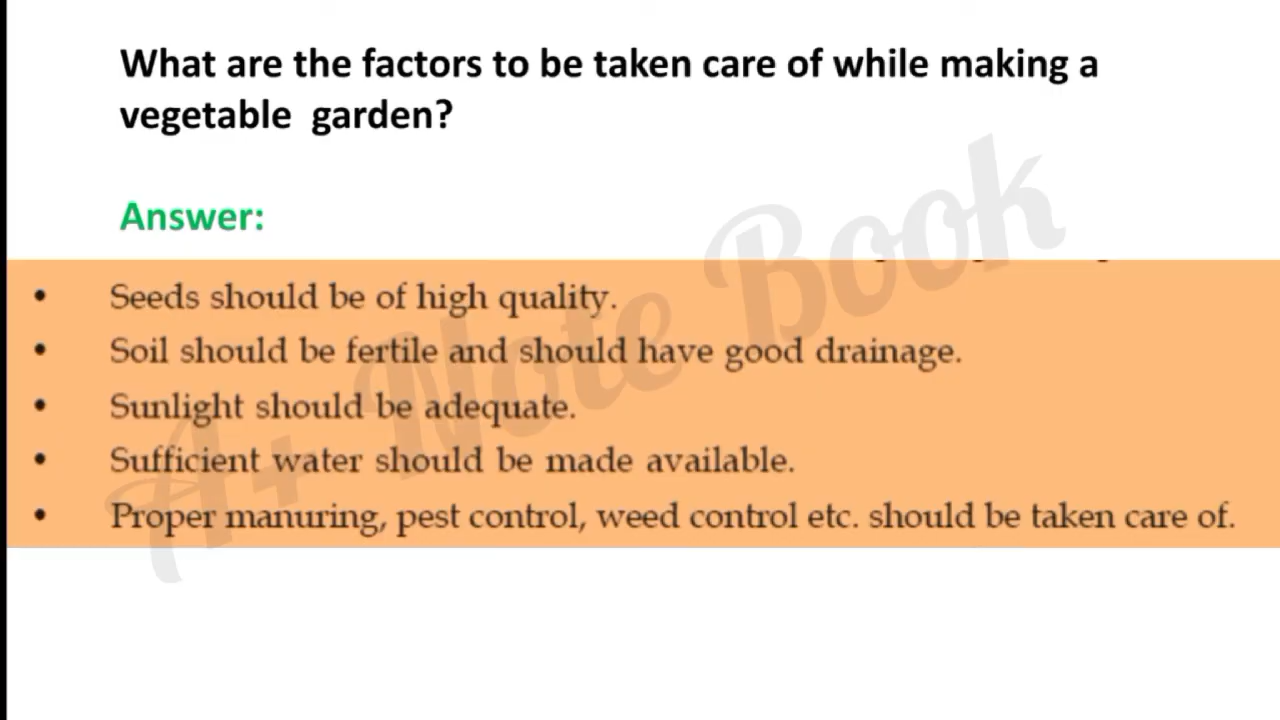 What are the factors to be taken care of while making a
vegetable garden?
Answer:
• Seeds should be of high quality.
• Soil should be fertile and should have good drainage.
• Sunlight should be adequate.
• Sufficient water should be made available.
• Proper manuring, pest control, weed control etc. should be taken care of.
A+ Note Book